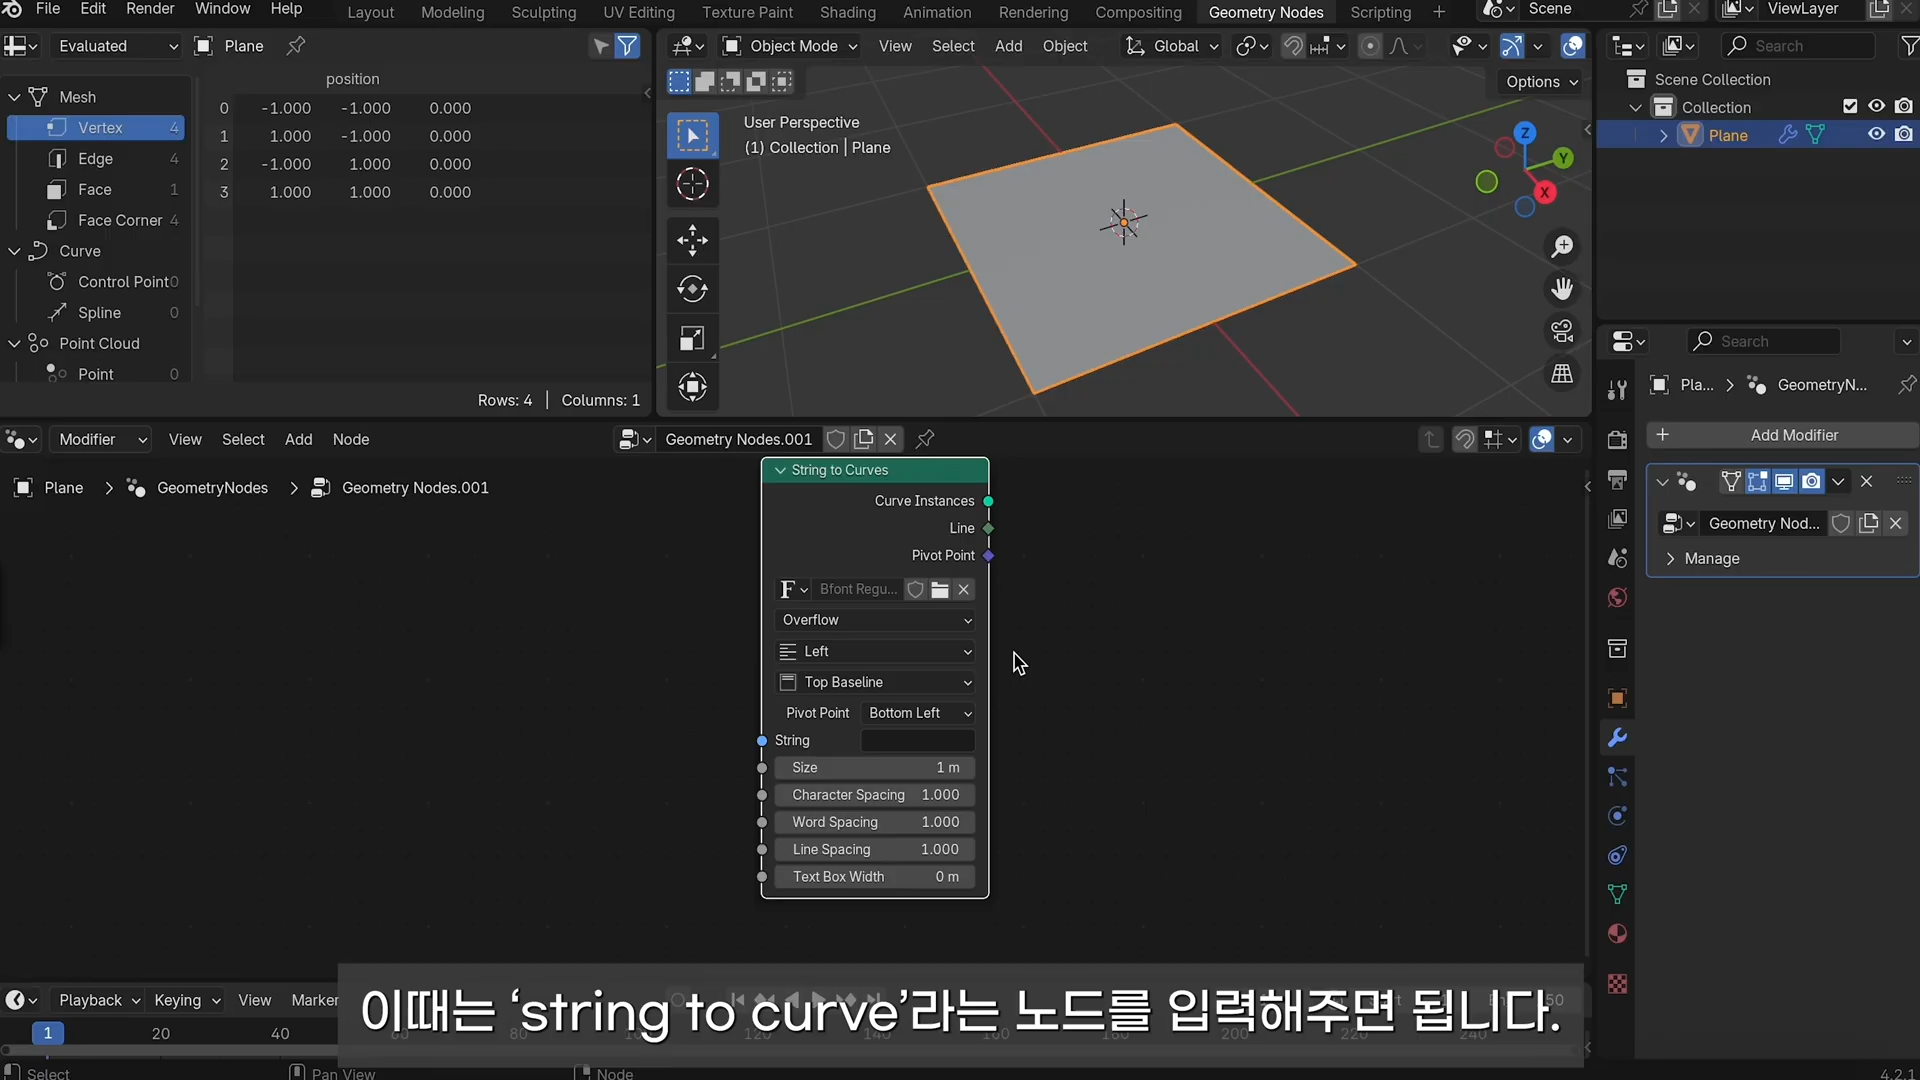 File Edit Render Window Help Layout Modeling Sculpting UV Editing Texture Paint Shading Animation Rendering Compositing Geometry Nodes Scripting + Scene ViewLayer
Evaluated Plane
Object Mode View Select Add Object Global
Search
position
Options
Mesh
Vertex 4
Edge 4
Face 1
Face Corner 4
Curve
Control Point 0
Spline 0
Point Cloud
Point 0
0 -1.000 -1.000 0.000
1 1.000 -1.000 0.000
2 -1.000 1.000 0.000
3 1.000 1.000 0.000
Rows: 4 | Columns: 1
User Perspective
(1) Collection | Plane
Z
Y
X
Scene Collection
Collection
Plane
Search
Pla... > GeometryN...
+ Add Modifier
Geometry Nod...
Manage
Modifier View Select Add Node Geometry Nodes.001
Plane > GeometryNodes > Geometry Nodes.001
String to Curves
Curve Instances
Line
Pivot Point
F Bfont Regu...
Overflow
Left
Top Baseline
Pivot Point Bottom Left
String
Size 1 m
Character Spacing 1.000
Word Spacing 1.000
Line Spacing 1.000
Text Box Width 0 m
Playback Keying View Marker
1 20 40
이때는 ‘string to curve’라는 노드를 입력해주면 됩니다.
Select Pan View Node 4.2.1